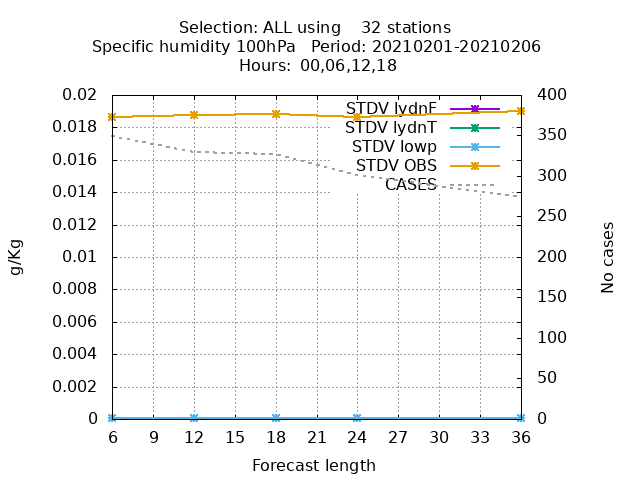 Selection: ALL using    32 stations
Specific humidity 100hPa   Period: 20210201-20210206
Hours: 00,06,12,18
0.02
0.018
0.016
0.014
0.012
0.01
0.008
0.006
0.004
0.002
0
g/Kg
STDV lydnF
STDV lydnT
STDV lowp
STDV OBS
CASES
400
350
300
250
200
150
100
50
0
No cases
6 9 12 15 18 21 24 27 30 33 36
Forecast length